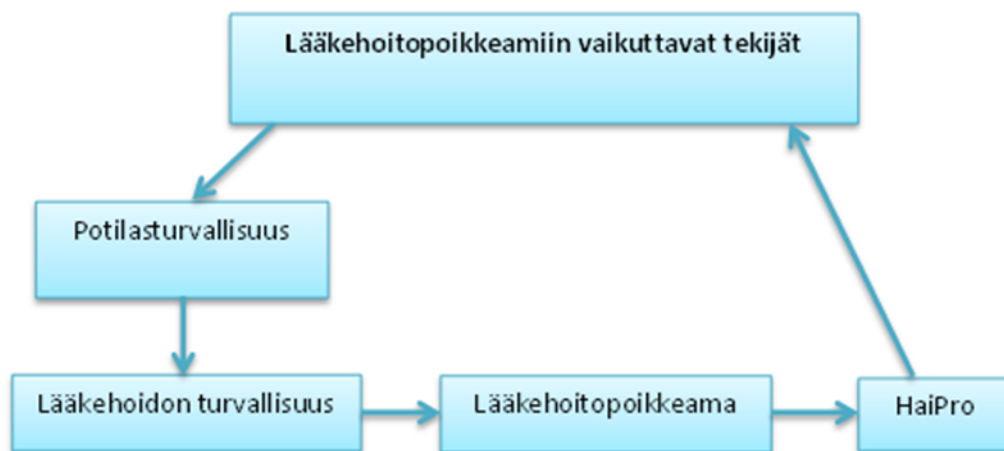 Lääkehoitopoikkeamiin vaikuttavat tekijät
Potilasturvallisuus
Lääkehoidon turvallisuus
Lääkehoitopoikkeama
HaiPro